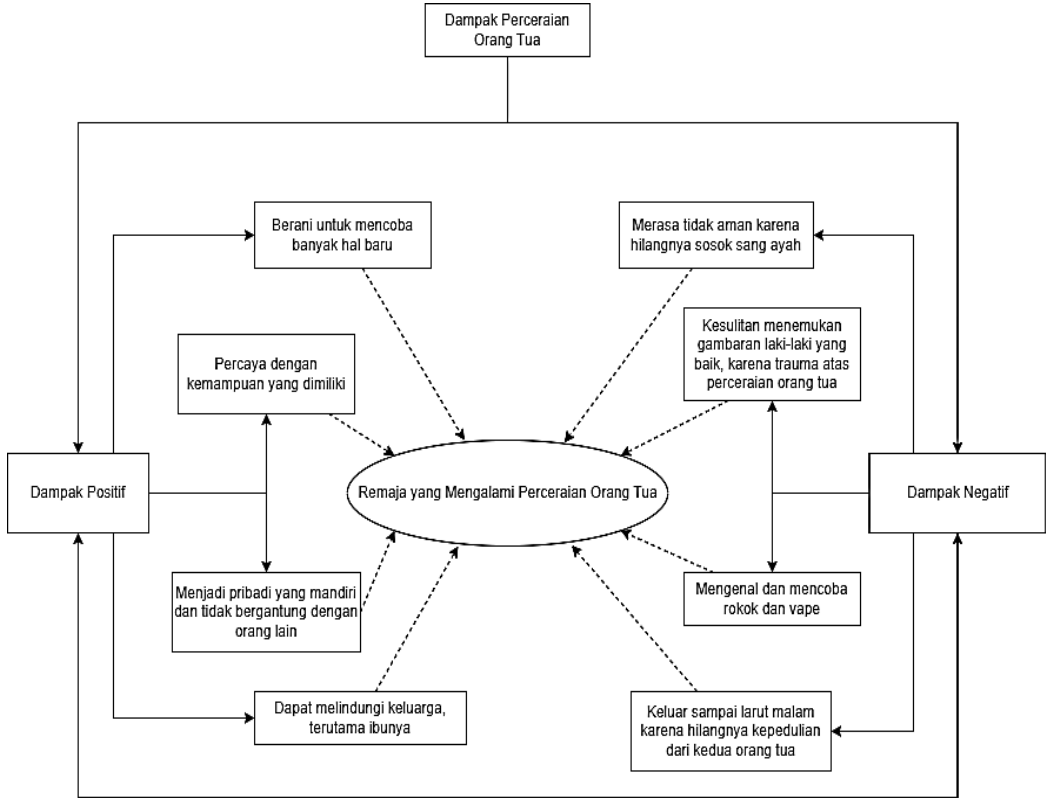 Dampak Perceraian
Orang Tua
Berani untuk mencoba
banyak hal baru
Merasa tidak aman karena
hilangnya sosok sang ayah
Percaya dengan
kemampuan yang dimiliki
Kesulitan menemukan
gambaran laki-laki yang
baik, karena trauma atas
perceraian orang tua
Dampak Positif
Remaja yang Mengalami Perceraian Orang Tua
Dampak Negatif
Menjadi pribadi yang mandiri
dan tidak bergantung dengan
orang lain
Mengenal dan mencoba
rokok dan vape
Dapat melindungi keluarga,
terutama ibunya
Keluar sampai larut malam
karena hilangnya kepedulian
dari kedua orang tua